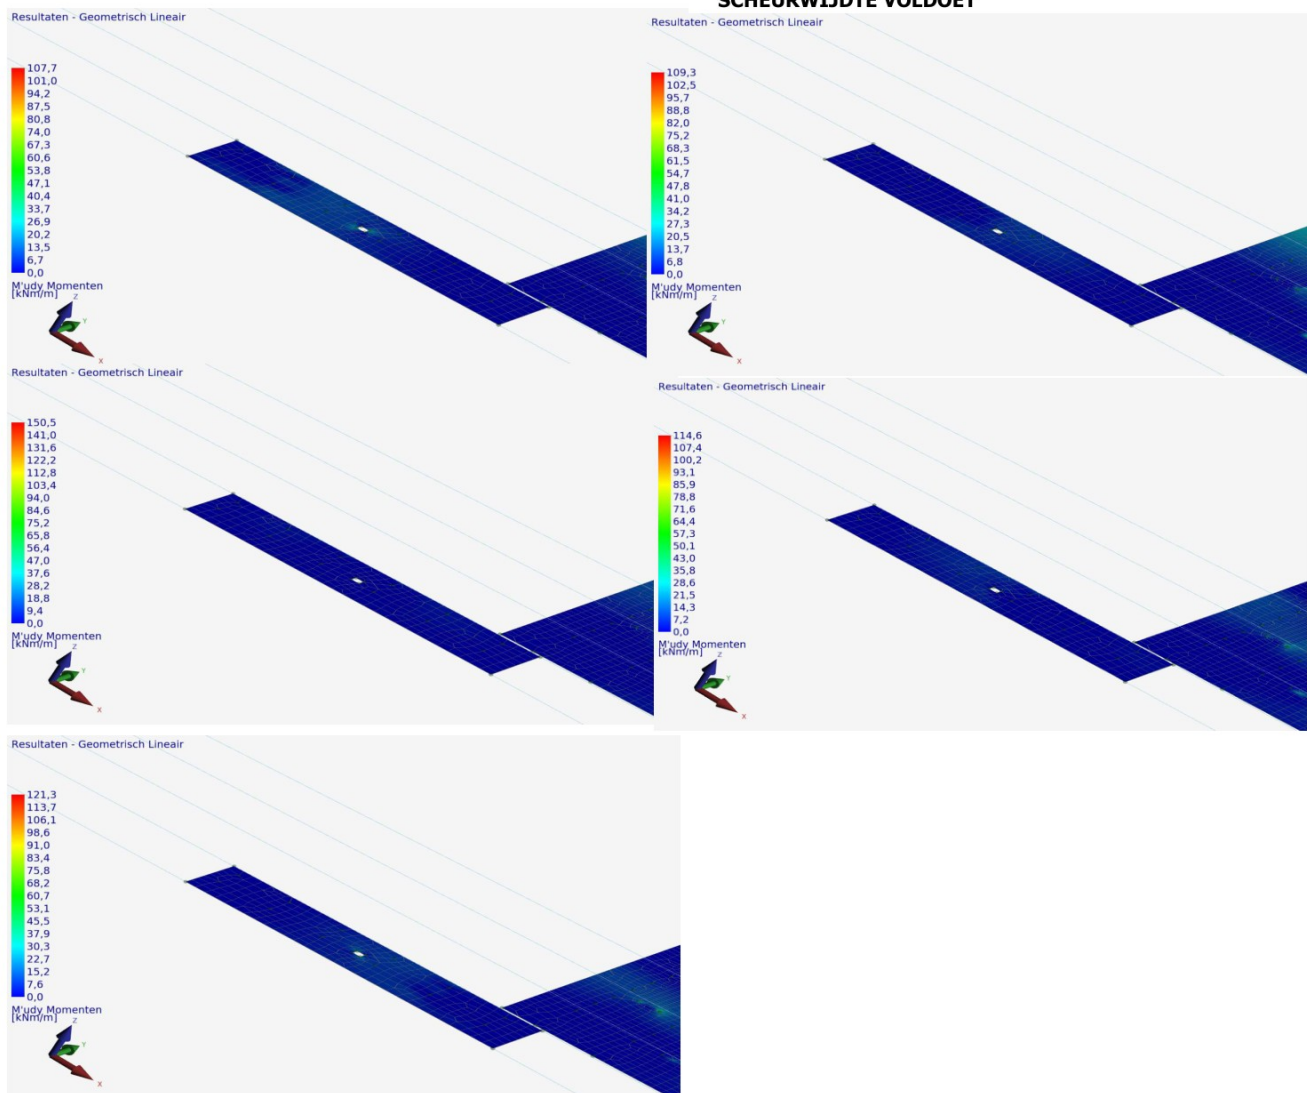 SCHEURWIJDTE VOLDOET
Resultaten - Geometrisch Lineair
107,7
101,0
94,2
87,5
80,8
74,0
67,3
60,6
53,8
47,1
40,4
33,7
26,9
20,2
13,5
6,7
0,0
M'udy Momenten
[kNm/m]
Z
Y
X
Resultaten - Geometrisch Lineair
109,3
102,5
95,7
88,8
82,0
75,2
68,3
61,5
54,7
47,8
41,0
34,2
27,3
20,5
13,7
6,8
0,0
M'udy Momenten
[kNm/m]
Z
Y
X
Resultaten - Geometrisch Lineair
150,5
141,0
131,6
122,2
112,8
103,4
94,0
84,6
75,2
65,8
56,4
47,0
37,6
28,2
18,8
9,4
0,0
M'udy Momenten
[kNm/m]
Z
Y
X
Resultaten - Geometrisch Lineair
114,6
107,4
100,2
93,1
85,9
78,8
71,6
64,4
57,3
50,1
43,0
35,8
28,6
21,5
14,3
7,2
0,0
M'udy Momenten
[kNm/m]
Z
Y
X
Resultaten - Geometrisch Lineair
121,3
113,7
106,1
98,6
91,0
83,4
75,8
68,2
60,7
53,1
45,5
37,9
30,3
22,7
15,2
7,6
0,0
M'udy Momenten
[kNm/m]
Z
Y
X